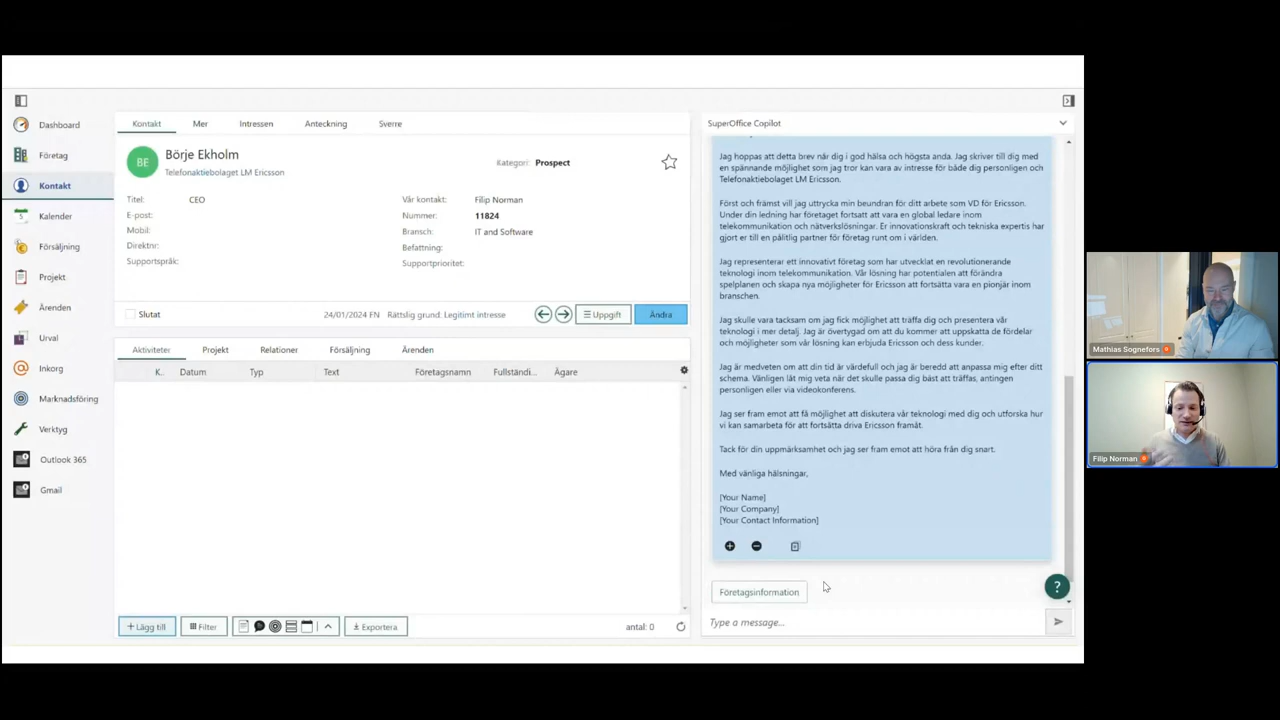 Dashboard
Företag
Kontakt
Kalender
5
Försäljning
Projekt
Ärenden
Urval
Inkorg
Marknadsföring
Verktyg
Outlook 365
Gmail
Kontakt Mer Intressen Anteckning Sverre
BE
Börje Ekholm
Telefonaktiebolaget LM Ericsson
Kategori: Prospect
Titel: CEO
E-post:
Mobil:
Direktnr:
Supportspråk:
Vår kontakt: Filip Norman
Nummer: 11824
Bransch: IT and Software
Befattning:
Supportprioritet:
Slutat
24/01/2024 FN Rättslig grund: Legitimt intresse
Uppgift
Ändra
Aktiviteter Projekt Relationer Försäljning Ärenden
K.. Datum Typ Text Företagsnamn Fullständi... Ägare
+ Lägg till
Filter
Exportera
antal: 0
SuperOffice Copilot
Jag hoppas att detta brev når dig i god hälsa och högsta anda. Jag skriver till dig med
en spännande möjlighet som jag tror kan vara av intresse för både dig personligen och
Telefonaktiebolaget LM Ericsson.
Först och främst vill jag uttrycka min beundran för ditt arbete som VD för Ericsson.
Under din ledning har företaget fortsatt att vara en global ledare inom
telekommunikation och nätverkslösningar. Er innovationskraft och tekniska expertis har
gjort er till en pålitlig partner för företag runt om i världen.
Jag representerar ett innovativt företag som har utvecklat en revolutionerande
teknologi inom telekommunikation. Vår lösning har potentialen att förändra
spelplanen och skapa nya möjligheter för Ericsson att fortsätta vara en pionjär inom
branschen.
Jag skulle vara tacksam om jag fick möjlighet att träffa dig och presentera vår
teknologi i mer detalj. Jag är övertygad om att du kommer att uppskatta de fördelar
och möjligheter som vår lösning kan erbjuda Ericsson och dess kunder.
Jag är medveten om att din tid är värdefull och jag är beredd att anpassa mig efter ditt
schema. Vänligen låt mig veta när det skulle passa dig bäst att träffas, antingen
personligen eller via videokonferens.
Jag ser fram emot att få möjlighet att diskutera vår teknologi med dig och utforska hur
vi kan samarbeta för att fortsätta driva Ericsson framåt.
Tack för din uppmärksamhet och jag ser fram emot att höra från dig snart.
Med vänliga hälsningar,
[Your Name]
[Your Company]
[Your Contact Information]
Företagsinformation
?
Type a message...
Mathias Sognefors
Filip Norman